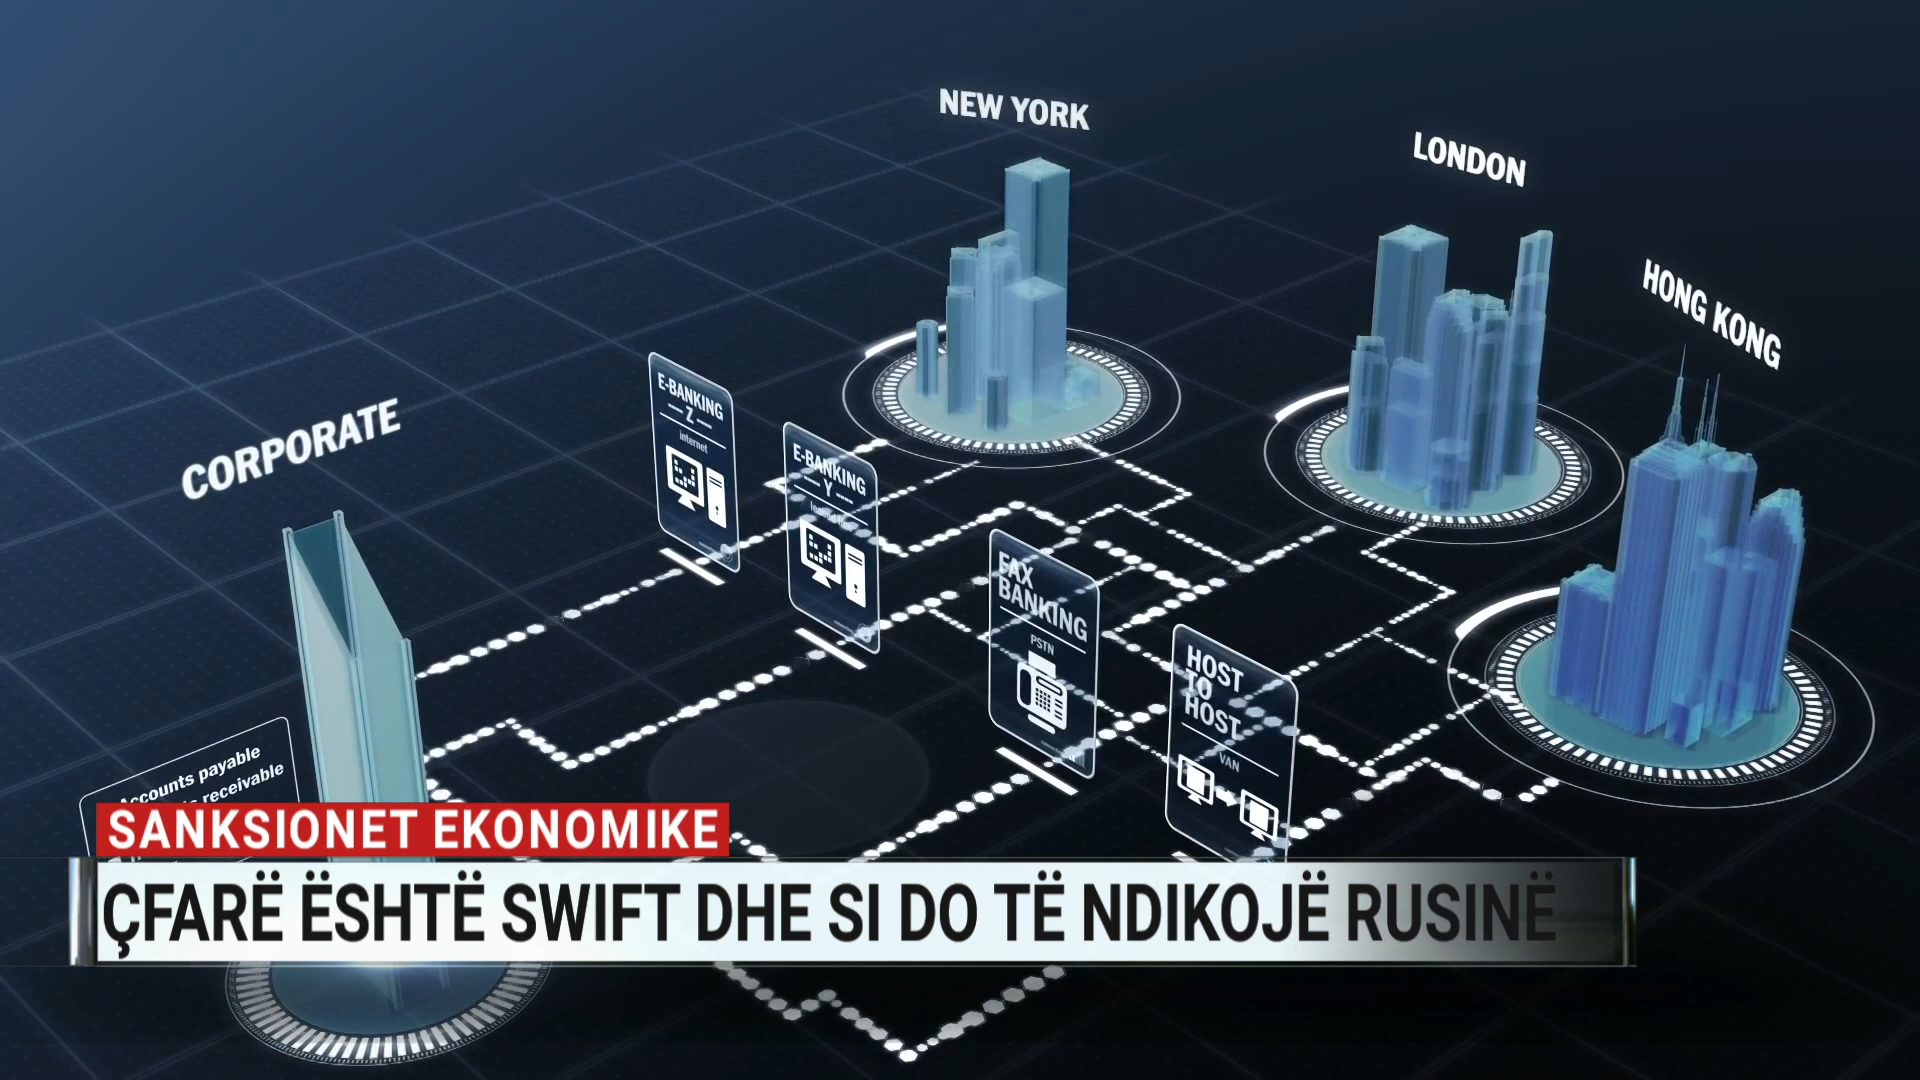 NEW YORK
LONDON
HONG KONG
CORPORATE
E-BANKING
Z
internet
E-BANKING
Y
FAX
BANKING
PSTN
HOST
TO
HOST
VAN
Accounts payable
receivable
SANKSIONET EKONOMIKE
ÇFARË ËSHTË SWIFT DHE SI DO TË NDIKOJË RUSINË